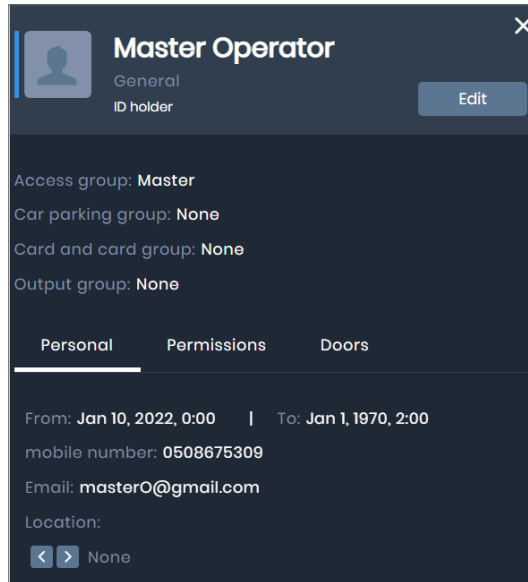 Master Operator
General
ID holder
Edit
Access group: Master
Car parking group: None
Card and card group: None
Output group: None
Personal Permissions Doors
From: Jan 10, 2022, 0:00 | To: Jan 1, 1970, 2:00
mobile number: 0508675309
Email: masterO@gmail.com
Location:
< > None